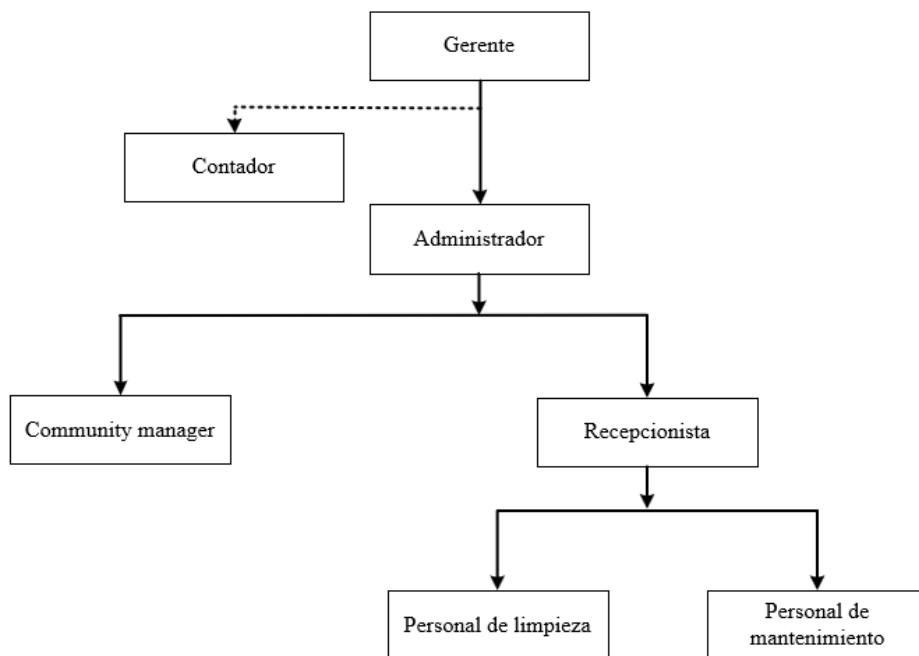 Gerente
Contador
Administrador
Community manager
Recepcionista
Personal de limpieza
Personal de
mantenimiento